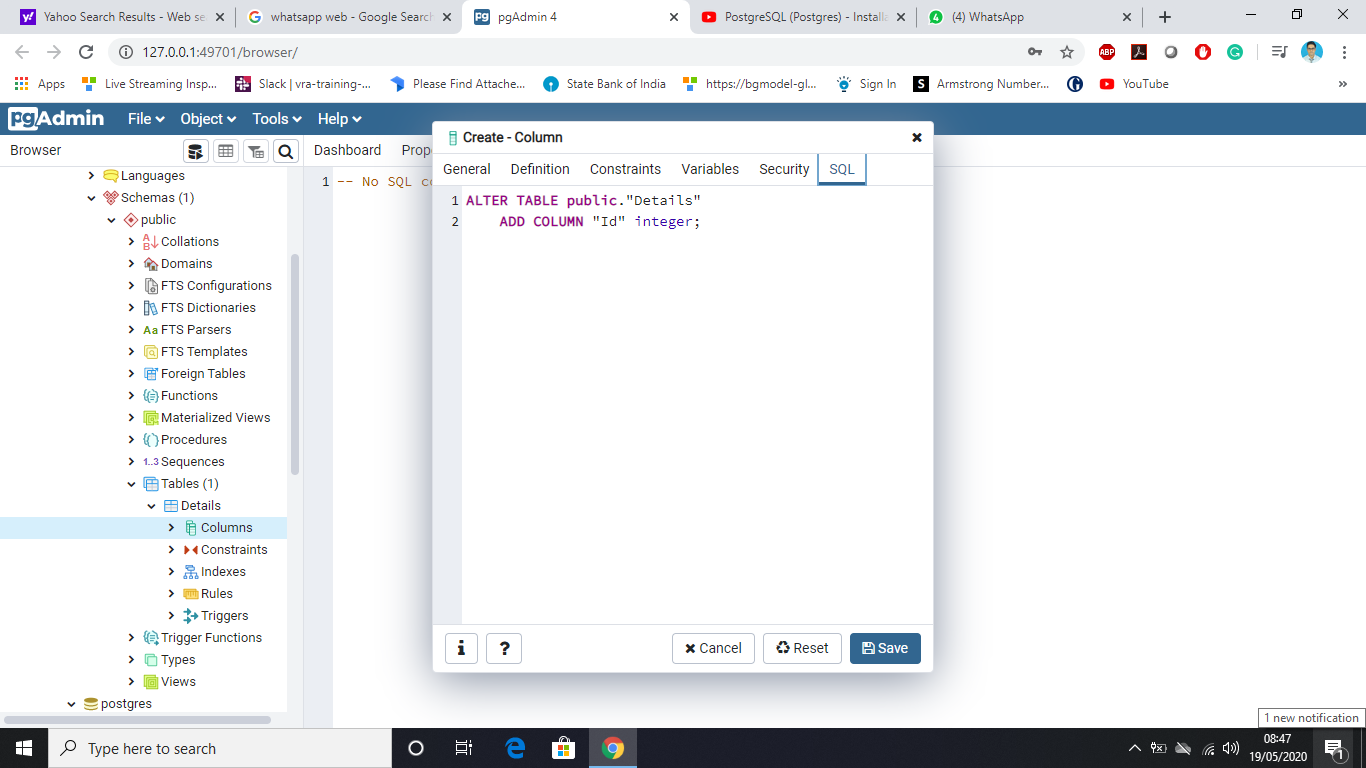 Yahoo Search Results - Web se
whatsapp web - Google Search
pgAdmin 4
PostgreSQL (Postgres) - Installa
(4) WhatsApp
127.0.0.1:49701/browser/
Apps
Live Streaming Insp...
Slack | vra-training-...
Please Find Attache...
State Bank of India
https://bgmodel-gl...
Sign In
Armstrong Number...
YouTube
»
pgAdmin
File
Object
Tools
Help
Browser
Dashboard
Prop
Languages
Schemas (1)
public
Collations
Domains
FTS Configurations
FTS Dictionaries
Aa FTS Parsers
FTS Templates
Foreign Tables
Functions
Materialized Views
Procedures
1..3 Sequences
Tables (1)
Details
Columns
Constraints
Indexes
Rules
Triggers
Trigger Functions
Types
Views
postgres
1 -- No SQL co
Create - Column
General
Definition
Constraints
Variables
Security
SQL
1 ALTER TABLE public."Details"
2 ADD COLUMN "Id" integer;
i
?
Cancel
Reset
Save
1 new notification
Type here to search
08:47
19/05/2020
1